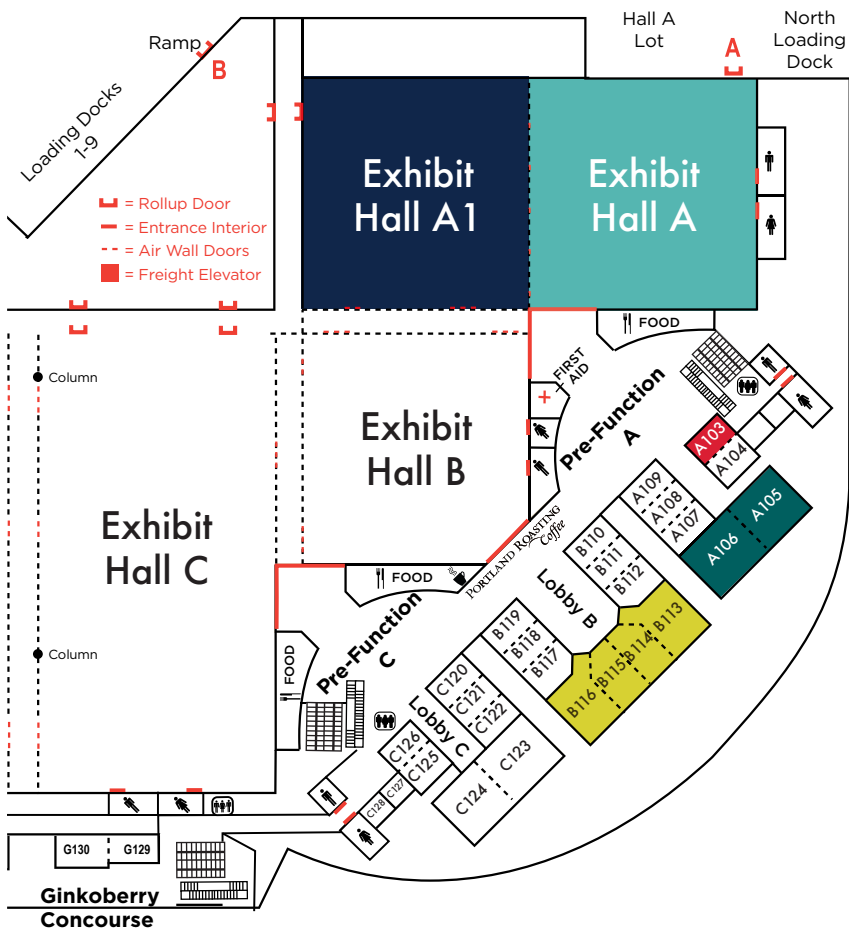 Hall A
Lot
North
Loading
Dock
Ramp
B
A
Loading Docks
1-9
Exhibit
Hall A1
Exhibit
Hall A
= Rollup Door
= Entrance Interior
= Air Wall Doors
= Freight Elevator
FOOD
Column
FIRST
AID
Pre-Function
A
A103
A104
Exhibit
Hall B
A109
A108
A107
A105
A106
Exhibit
Hall C
PORTLAND ROASTING
Coffee
B110
B111
B112
FOOD
Lobby B
B113
B114
B115
B116
B119
B118
B117
Pre-Function
C
Column
FOOD
C120
C121
C122
Lobby C
C123
C124
C126
C125
C127
C128
G130
G129
Ginkoberry
Concourse